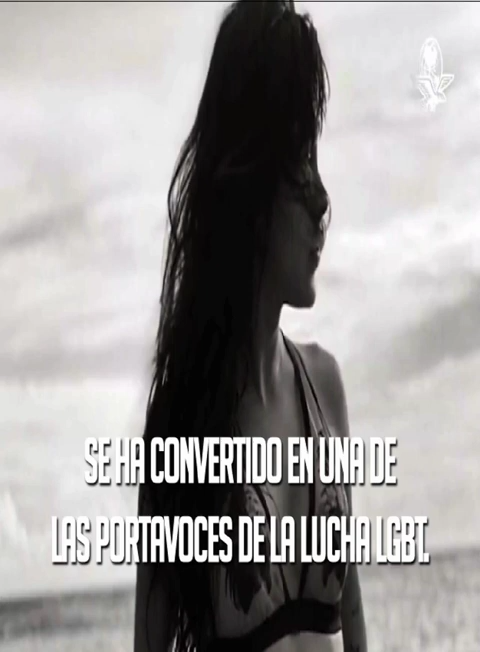 SE HA CONVERTIDO EN UNA DE
LAS PORTAVOCES DE LA LUCHA LGBT.